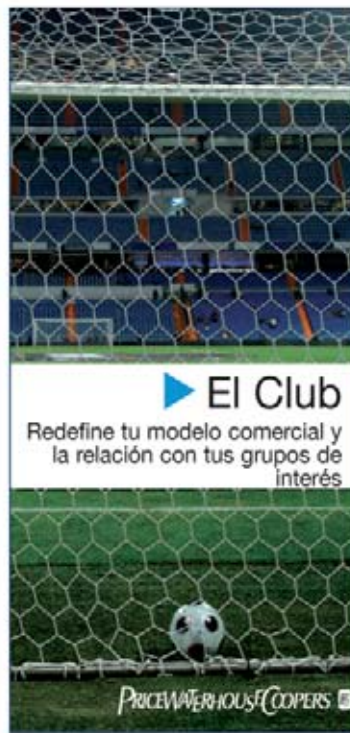 El Club
Redefine tu modelo comercial y
la relación con tus grupos de
interés
PRICEWATERHOUSECOOPERS